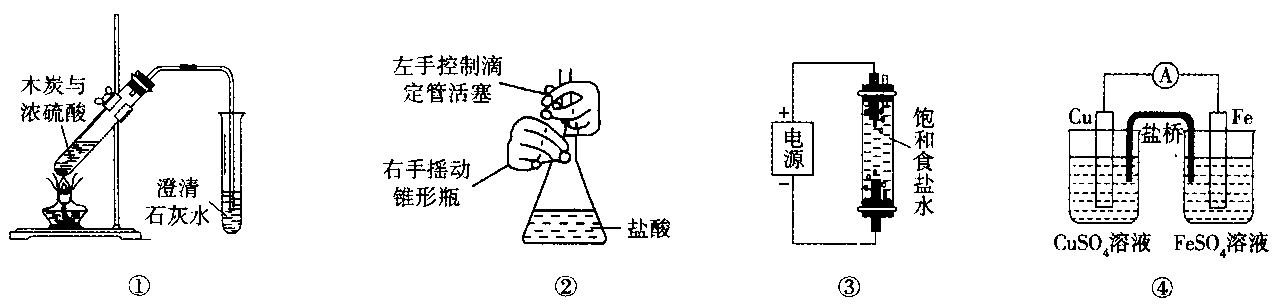 木炭与
浓硫酸
澄清
石灰水
①
左手控制滴
定管活塞
右手摇动
锥形瓶
盐酸
②
+
电源
−
饱和食盐水
③
A
Cu
Fe
盐桥
CuSO₄溶液
FeSO₄溶液
④